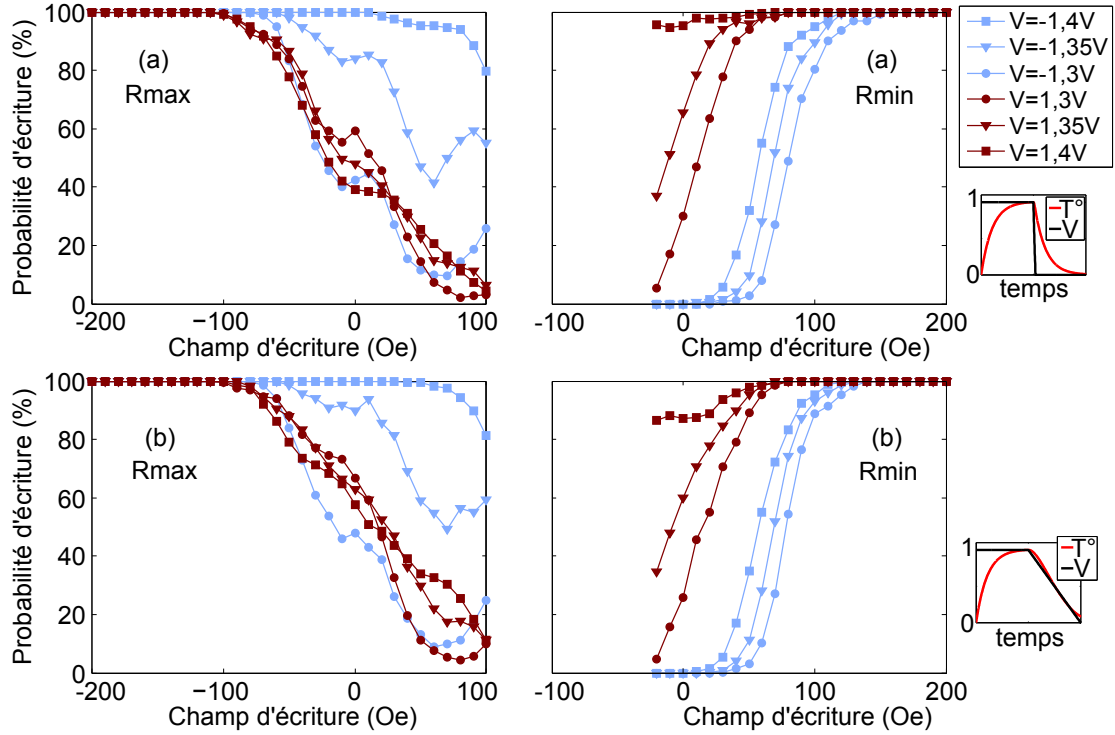 Probabilité d'écriture (%)
100
80
60
40
20
0
(a)
Rmax
-200
−100
0
100
Champ d'écriture (Oe)
(a)
Rmin
-100
0
100
200
Champ d'écriture (Oe)
V=-1,4V
V=-1,35V
V=-1,3V
V=1,3V
V=1,35V
V=1,4V
1
0
T°
V
temps
Probabilité d'écriture (%)
100
80
60
40
20
0
(b)
Rmax
-200
−100
0
100
Champ d'écriture (Oe)
(b)
Rmin
-100
0
100
200
Champ d'écriture (Oe)
1
0
T°
V
temps